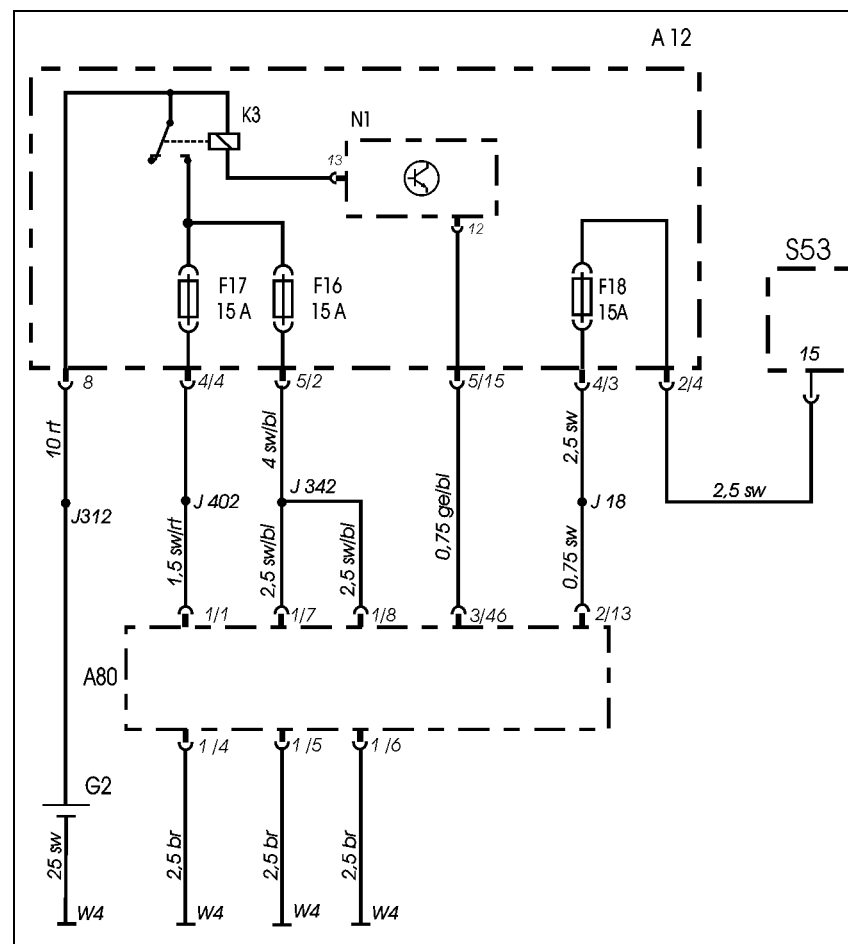 A 12
K3
N1
13
12
S53
F17
15 A
F16
15 A
F18
15A
15
8
4/4
5/2
5/15
4/3
2/4
10 rt
4 sw/bl
2,5 sw
J312
J 402
J 342
J 18
2,5 sw
1,5 sw/rt
2,5 sw/bl
2,5 sw/bl
0,75 ge/bl
0,75 sw
1/1
1/7
1/8
3/46
2/13
A80
1/4
1/5
1/6
G2
25 sw
2,5 br
2,5 br
2,5 br
W4
W4
W4
W4